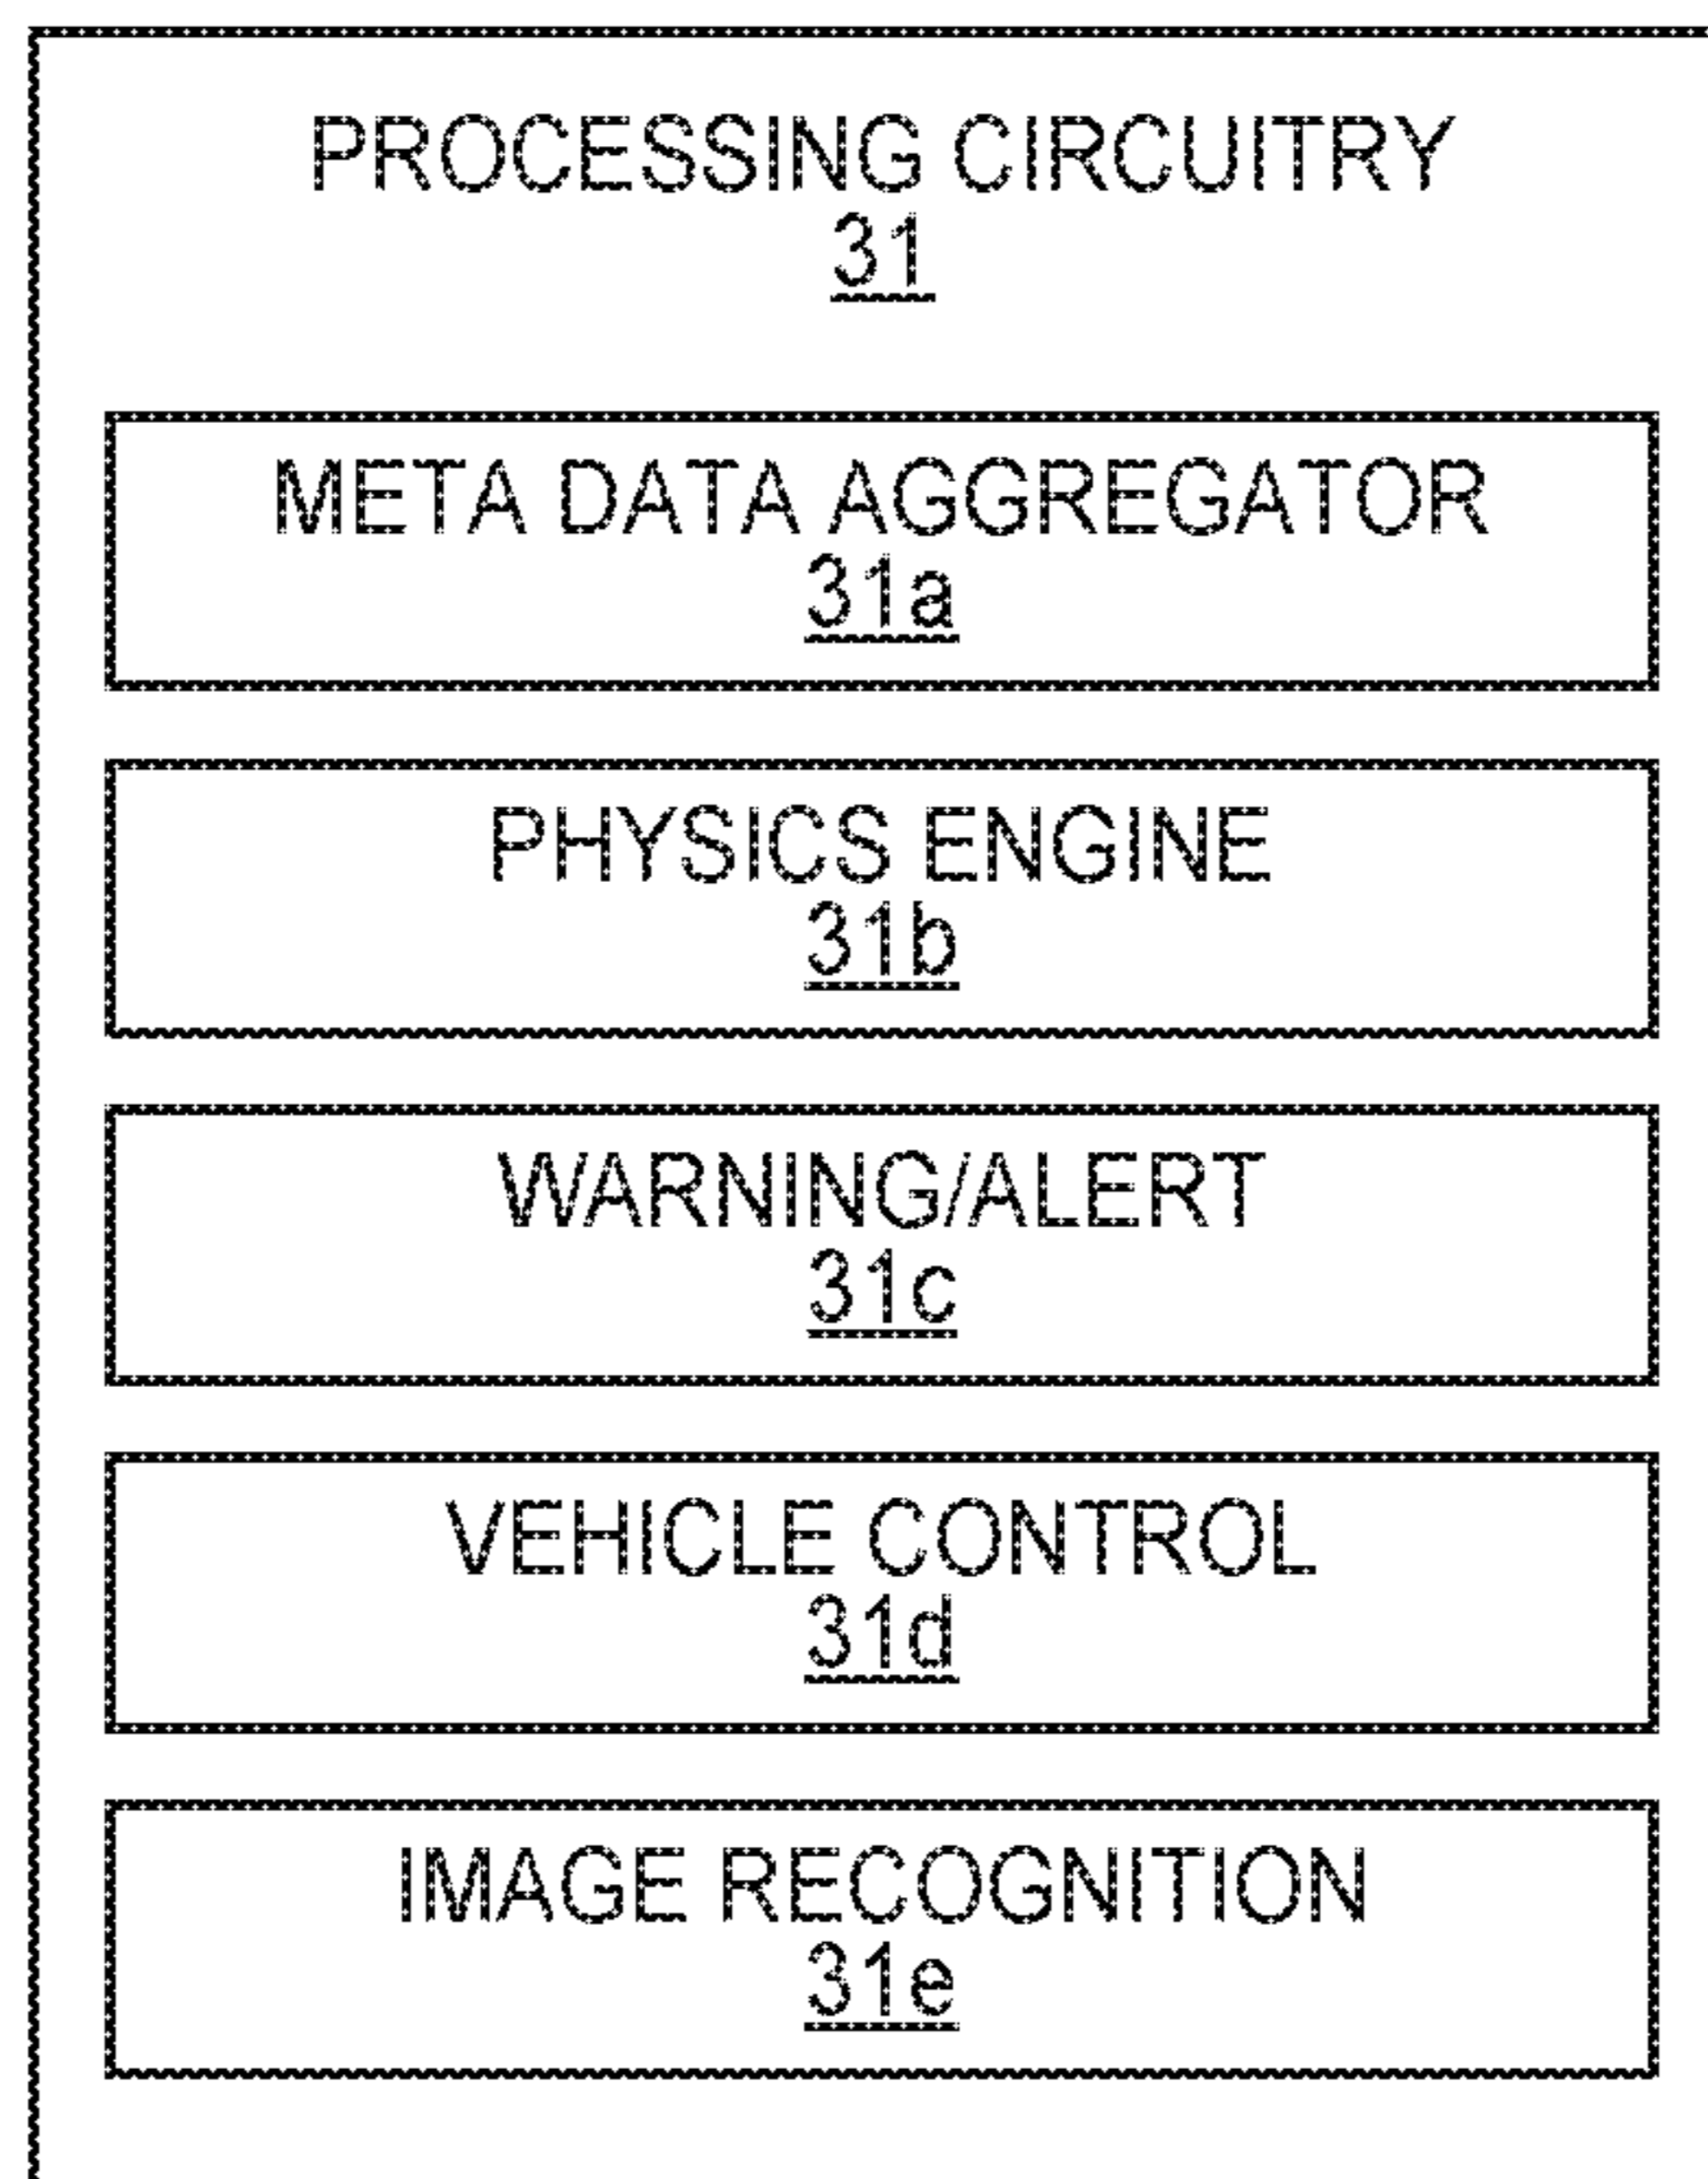 PROCESSING CIRCUITRY
31
META DATA AGGREGATOR
31a
PHYSICS ENGINE
31b
WARNING/ALERT
31c
VEHICLE CONTROL
31d
IMAGE RECOGNITION
31e